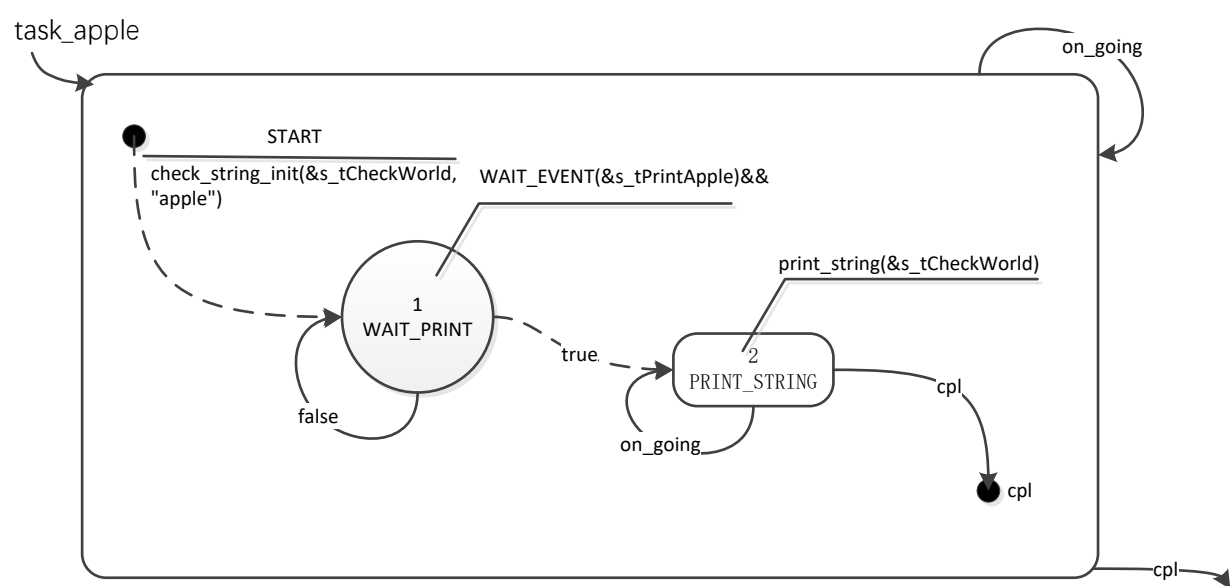 task_apple
on_going
START
check_string_init(&s_tCheckWorld,
"apple")
WAIT_EVENT(&s_tPrintApple)&&
print_string(&s_tCheckWorld)
1
WAIT_PRINT
true
2
PRINT_STRING
false
on_going
cpl
cpl
cpl